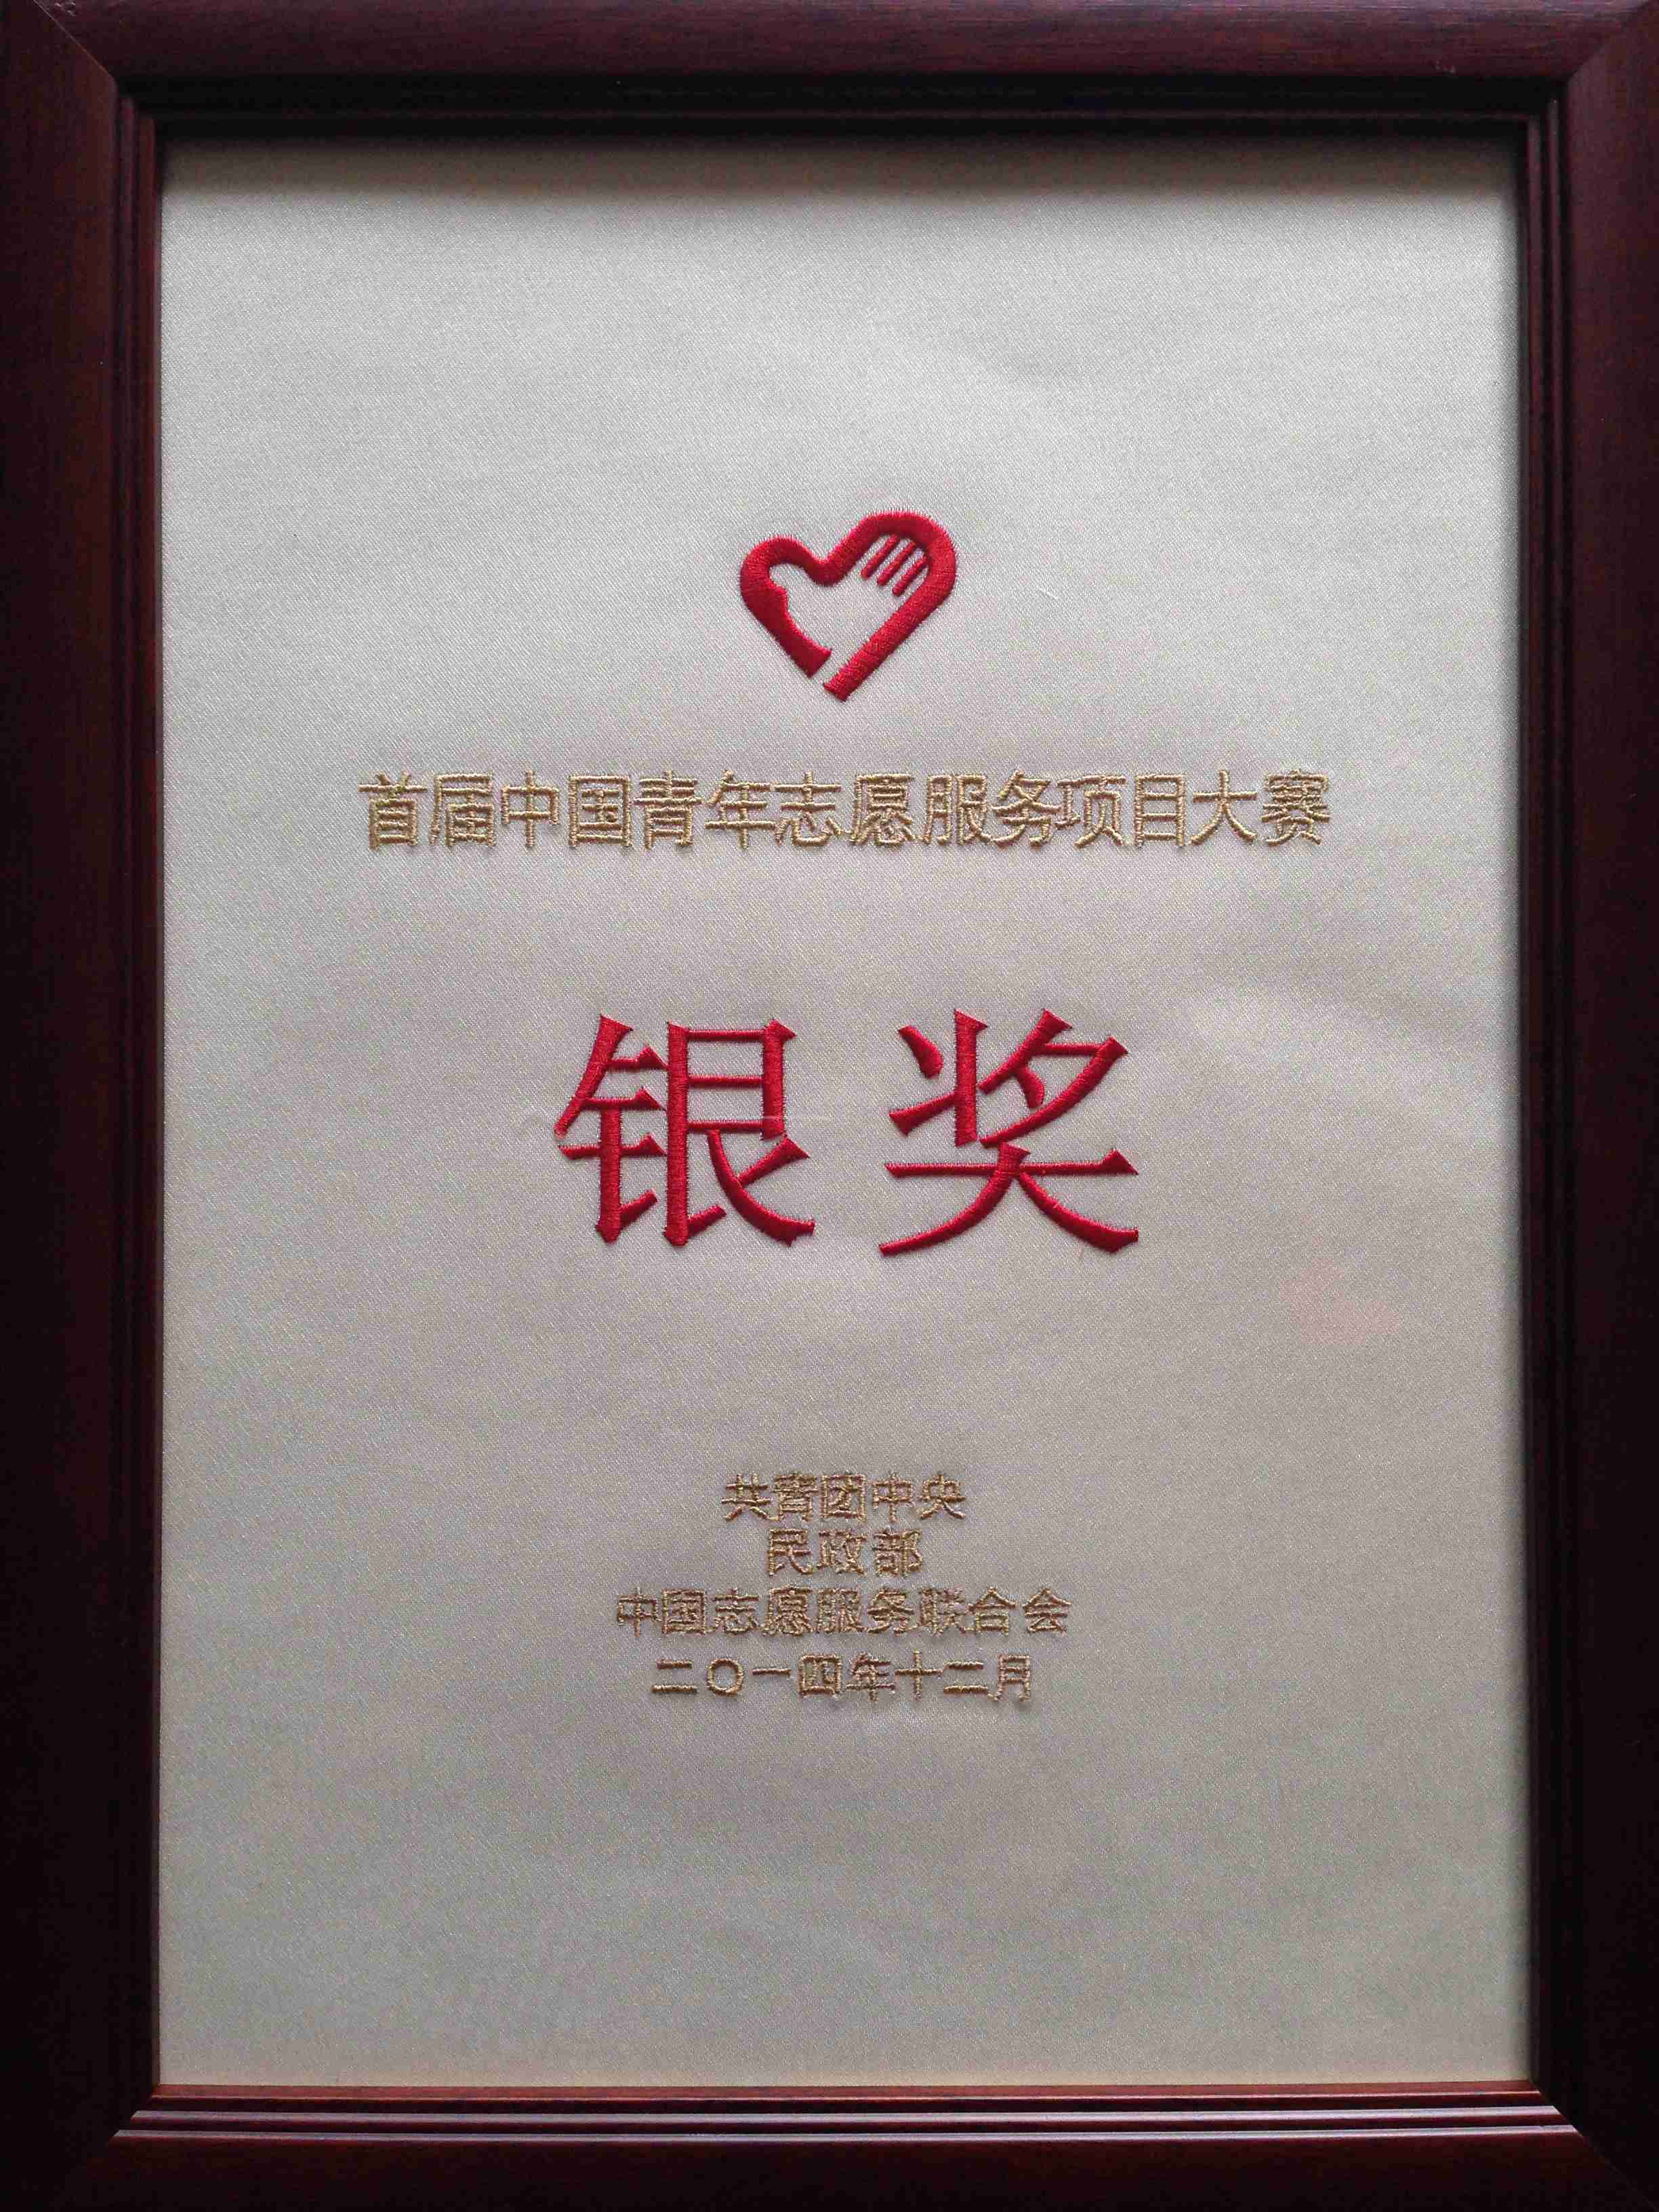 首届中国青年志愿服务项目大赛
银奖
共青团中央
民政部
中国志愿服务联合会
二〇一四年十二月